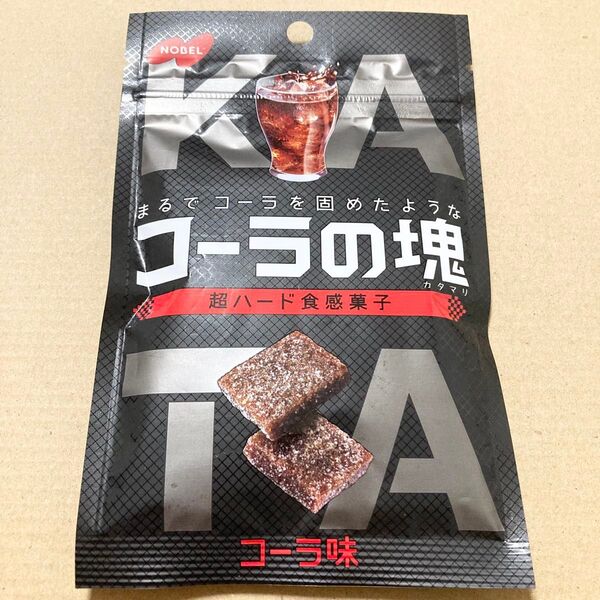 NOBEL
KA
まるでコーラを固めたような
コーラの塊
カタマリ
超ハード食感菓子
TA
コーラ味